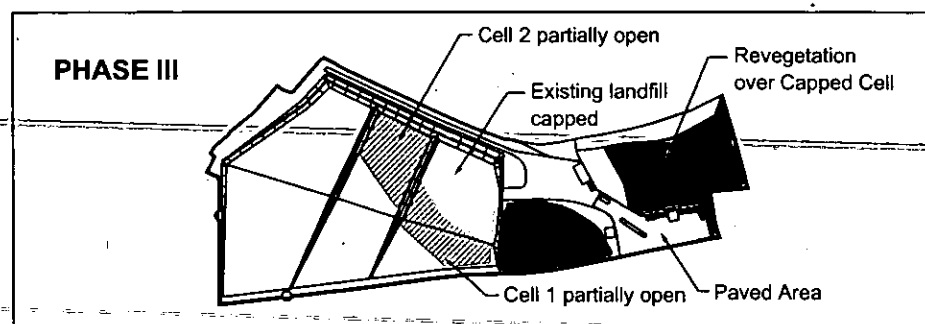 PHASE III
Cell 2 partially open
Revegetation
over Capped Cell
Existing landfill
capped
Cell 1 partially open
Paved Area